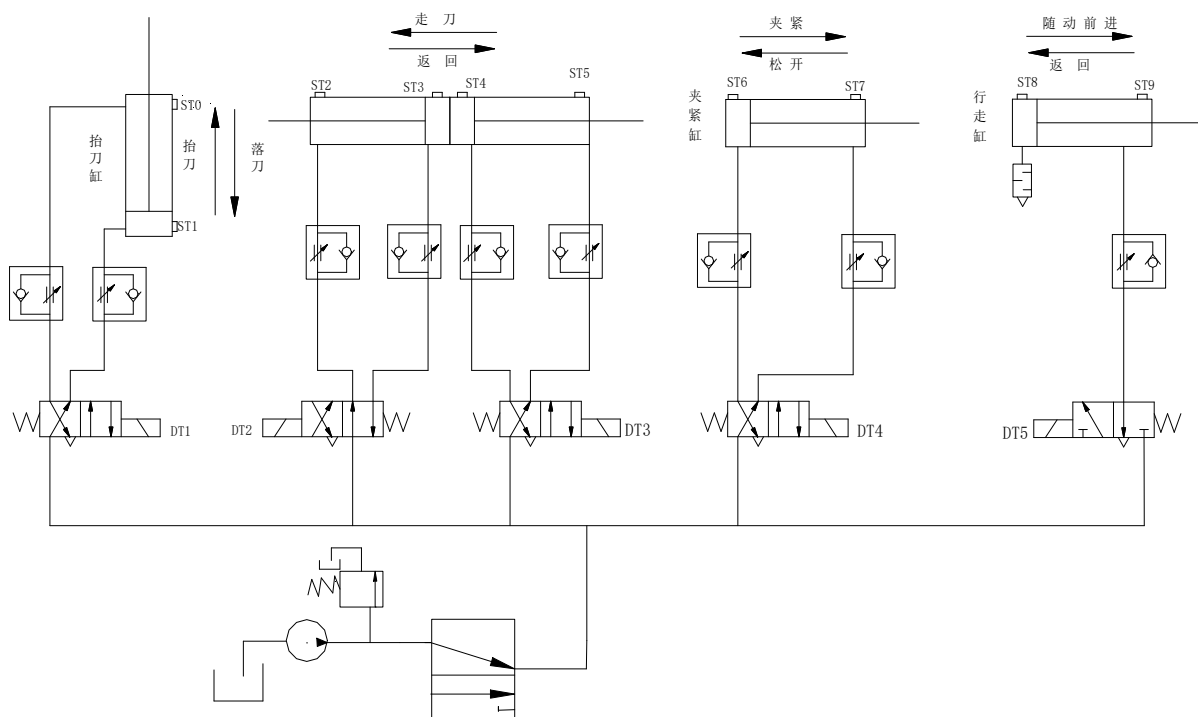 走 刀
返 回
夹 紧
松 开
随 动 前 进
返 回
ST0
抬刀缸
抬刀
落刀
ST1
ST2
ST3
ST4
ST5
夹紧缸
ST6
ST7
行走缸
ST8
ST9
DT1
DT2
DT3
DT4
DT5